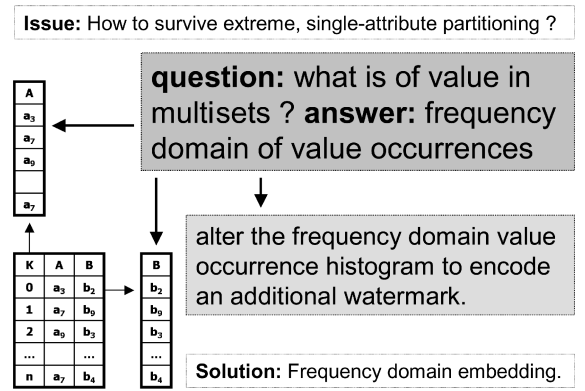 Issue: How to survive extreme, single-attribute partitioning ?
question: what is of value in
multisets ? answer: frequency
domain of value occurrences
A
a3
a7
a9
a7
alter the frequency domain value
occurrence histogram to encode
an additional watermark.
K A B
0 a3 b2
1 a7 b9
2 a9 b3
... ...
n a7 b4
B
b2
b9
b3
...
b4
Solution: Frequency domain embedding.